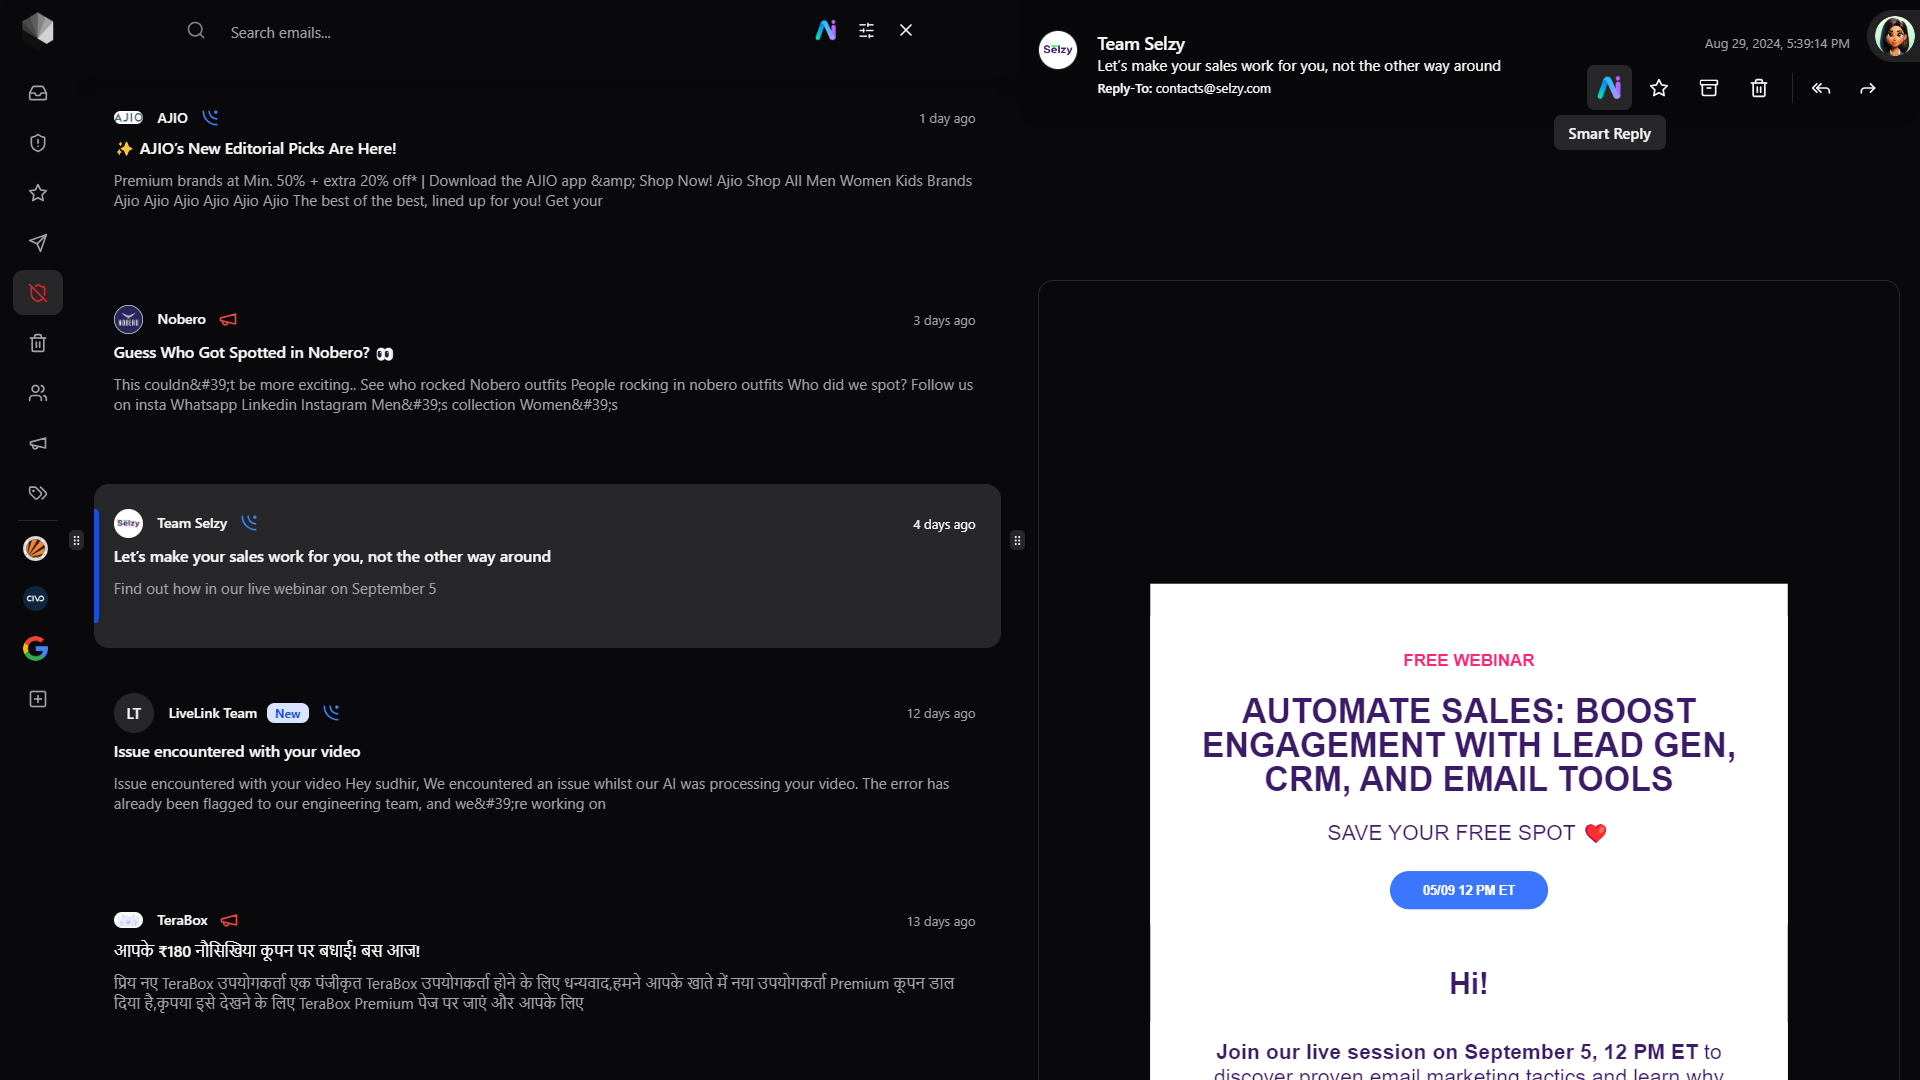 Search emails...
AJIO
1 day ago
✨ AJIO's New Editorial Picks Are Here!
Premium brands at Min. 50% + extra 20% off* | Download the AJIO app &amp; Shop Now! Ajio Shop All Men Women Kids Brands
Ajio Ajio Ajio Ajio Ajio Ajio The best of the best, lined up for you! Get your
NOBERO
Nobero
3 days ago
Guess Who Got Spotted in Nobero? 👀
This couldn&#39;t be more exciting.. See who rocked Nobero outfits People rocking in nobero outfits Who did we spot? Follow us
on insta Whatsapp Linkedin Instagram Men&#39;s collection Women&#39;s
Selzy
Team Selzy
4 days ago
Let's make your sales work for you, not the other way around
Find out how in our live webinar on September 5
LT
LiveLink Team
New
12 days ago
Issue encountered with your video
Issue encountered with your video Hey sudhir, We encountered an issue whilst our AI was processing your video. The error has
already been flagged to our engineering team, and we&#39;re working on
TeraBox
13 days ago
आपके ₹180 नौसिखिया कूपन पर बधाई! बस आज!
प्रिय नए TeraBox उपयोगकर्ता एक पंजीकृत TeraBox उपयोगकर्ता होने के लिए धन्यवाद,हमने आपके खाते में नया उपयोगकर्ता Premium कूपन डाल
दिया है,कृपया इसे देखने के लिए TeraBox Premium पेज पर जाएं और आपके लिए
CIVO
Selzy
Team Selzy
Let's make your sales work for you, not the other way around
Reply-To: contacts@selzy.com
Aug 29, 2024, 5:39:14 PM
Smart Reply
FREE WEBINAR
AUTOMATE SALES: BOOST
ENGAGEMENT WITH LEAD GEN,
CRM, AND EMAIL TOOLS
SAVE YOUR FREE SPOT ❤️
05/09 12 PM ET
Hi!
Join our live session on September 5, 12 PM ET to
discover proven email marketing tactics and learn why